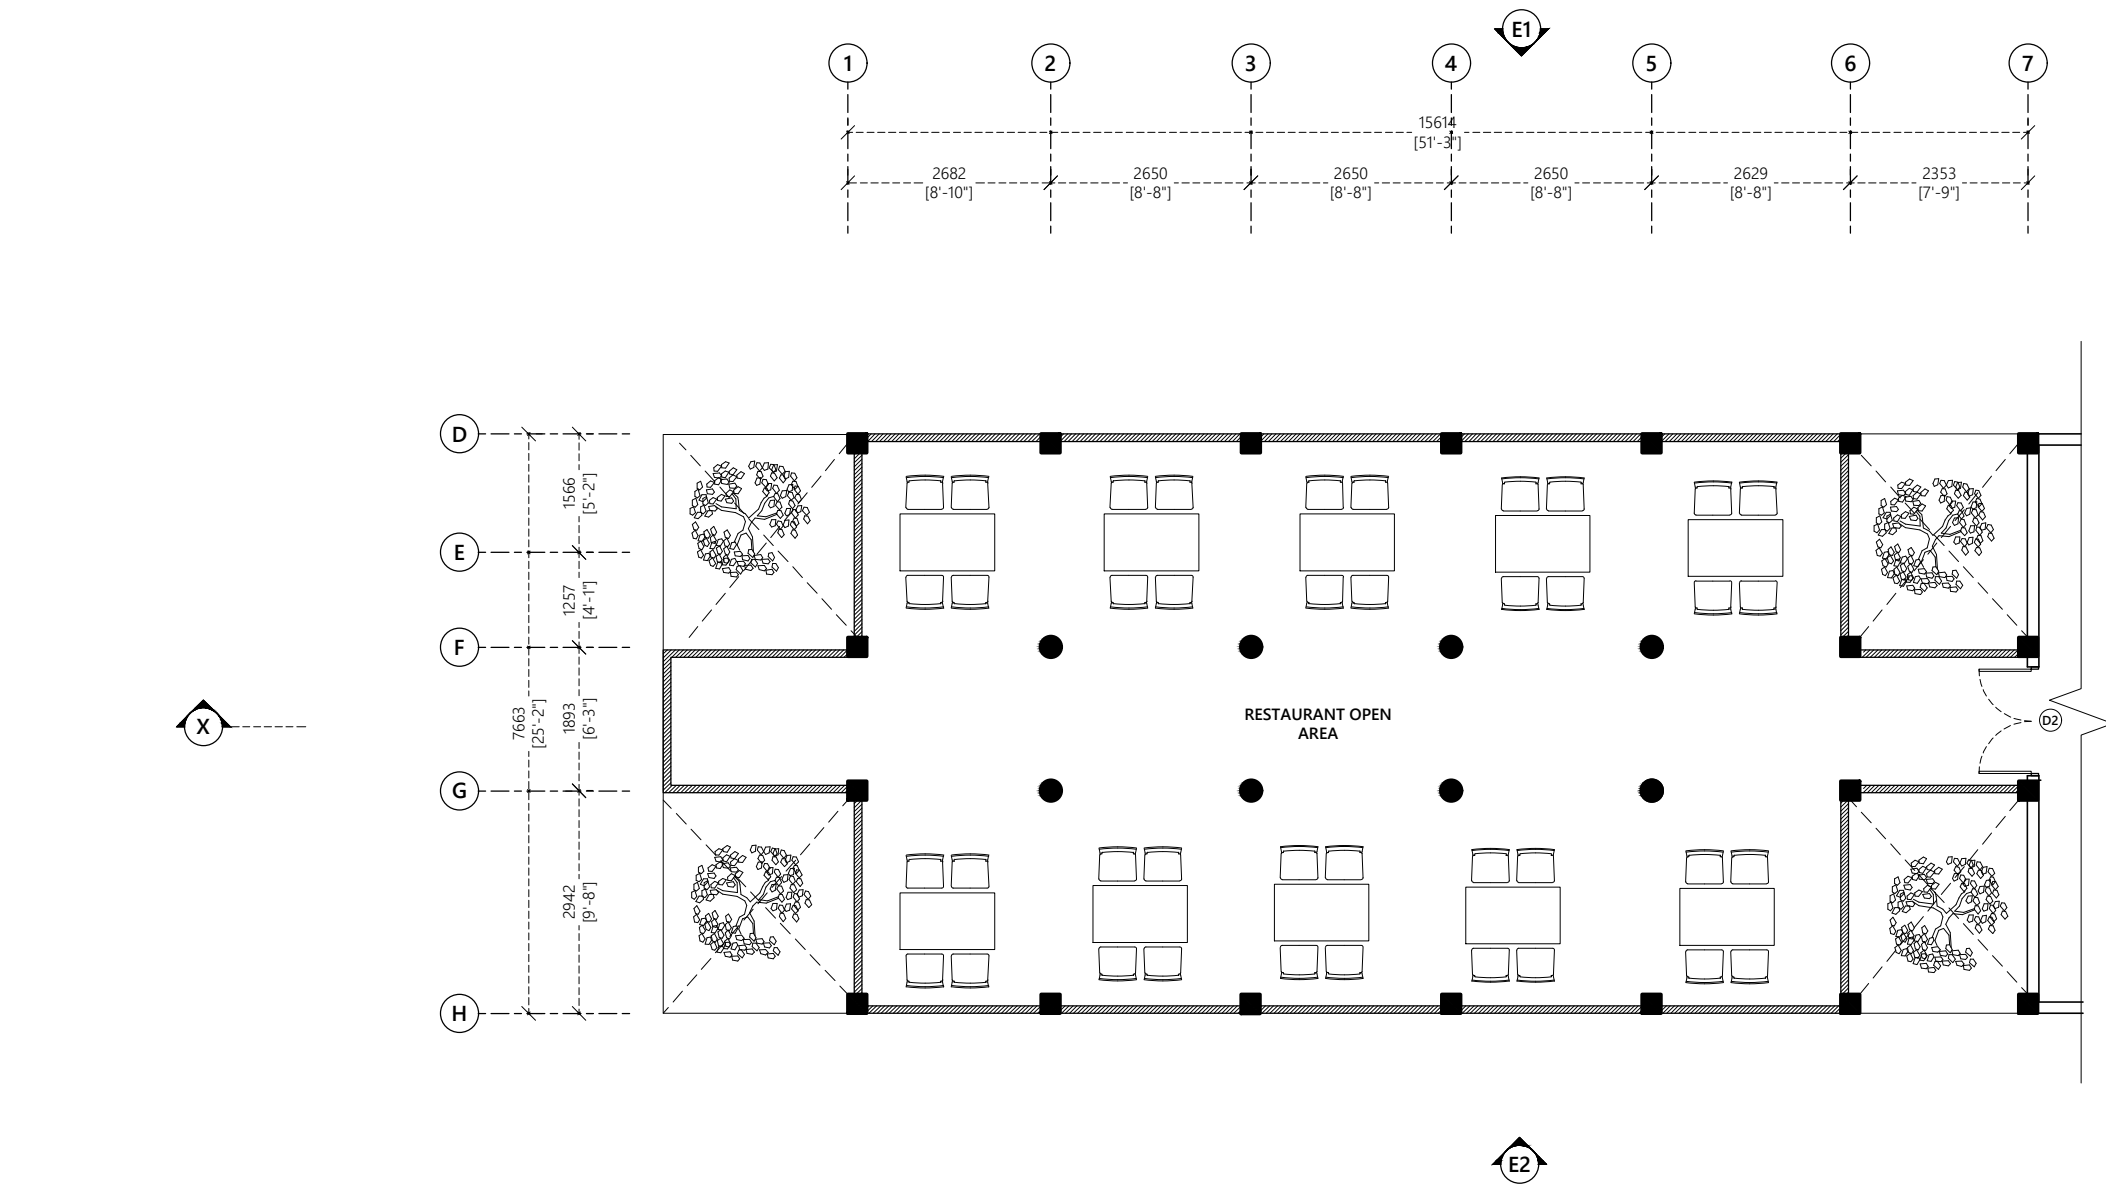 E1
1
2
3
4
5
6
7
15614
[51'-3"]
2682
2650
2650
2650
2629
2353
[8'-10"]
[8'-8"]
[8'-8"]
[8'-8"]
[8'-8"]
[7'-9"]
D
1566
[5'-2"]
E
1257
[4'-1"]
F
X
7663
[25'-2"]
1893
[6'-3"]
RESTAURANT OPEN
AREA
D2
G
2942
[9'-8"]
H
E2